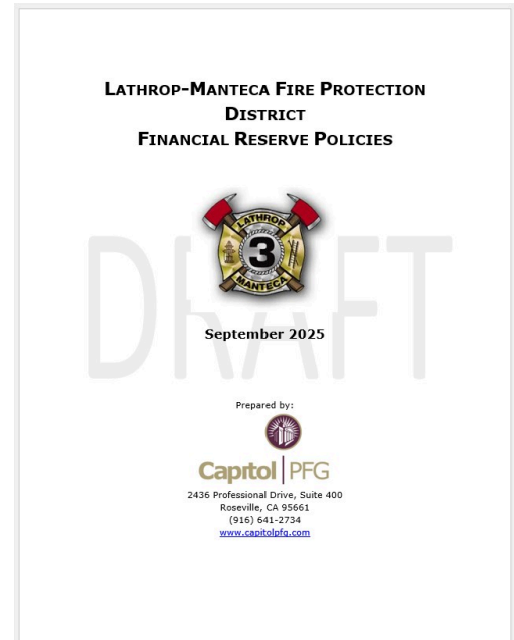 LATHROP-MANTECA FIRE PROTECTION
DISTRICT
FINANCIAL RESERVE POLICIES
LATHROP
3
MANTECA
DRAFT
September 2025
Prepared by:
Capitol PFG
2436 Professional Drive, Suite 400
Roseville, CA 95661
(916) 641-2734
www.capitolpfg.com